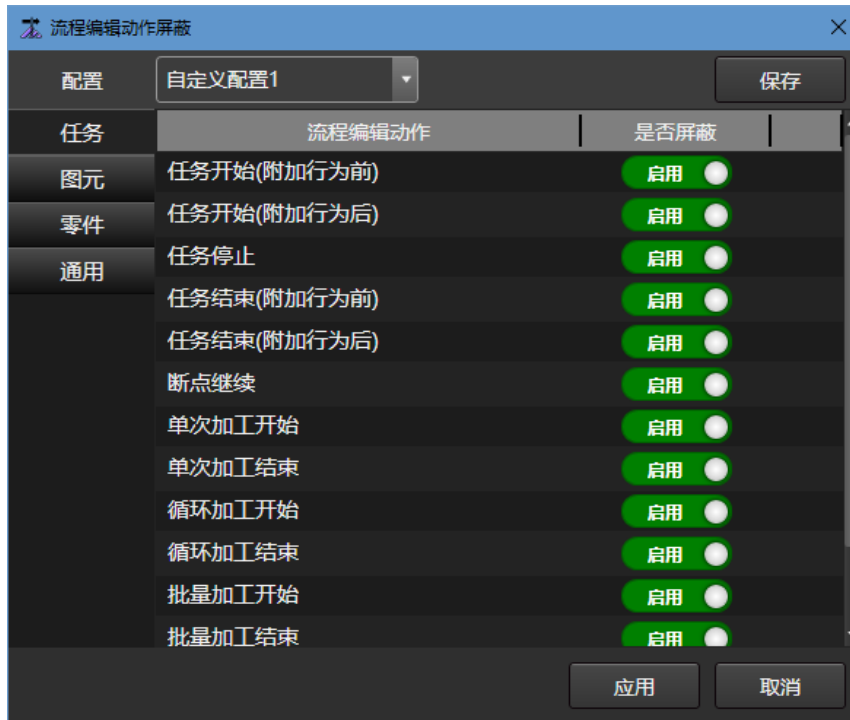 流程编辑动作屏蔽
配置 自定义配置1 保存
任务 流程编辑动作 是否屏蔽
图元 任务开始(附加行为前) 启用
零件 任务开始(附加行为后) 启用
通用 任务停止 启用
任务结束(附加行为前) 启用
任务结束(附加行为后) 启用
断点继续 启用
单次加工开始 启用
单次加工结束 启用
循环加工开始 启用
循环加工结束 启用
批量加工开始 启用
批量加工结束 启用
应用 取消